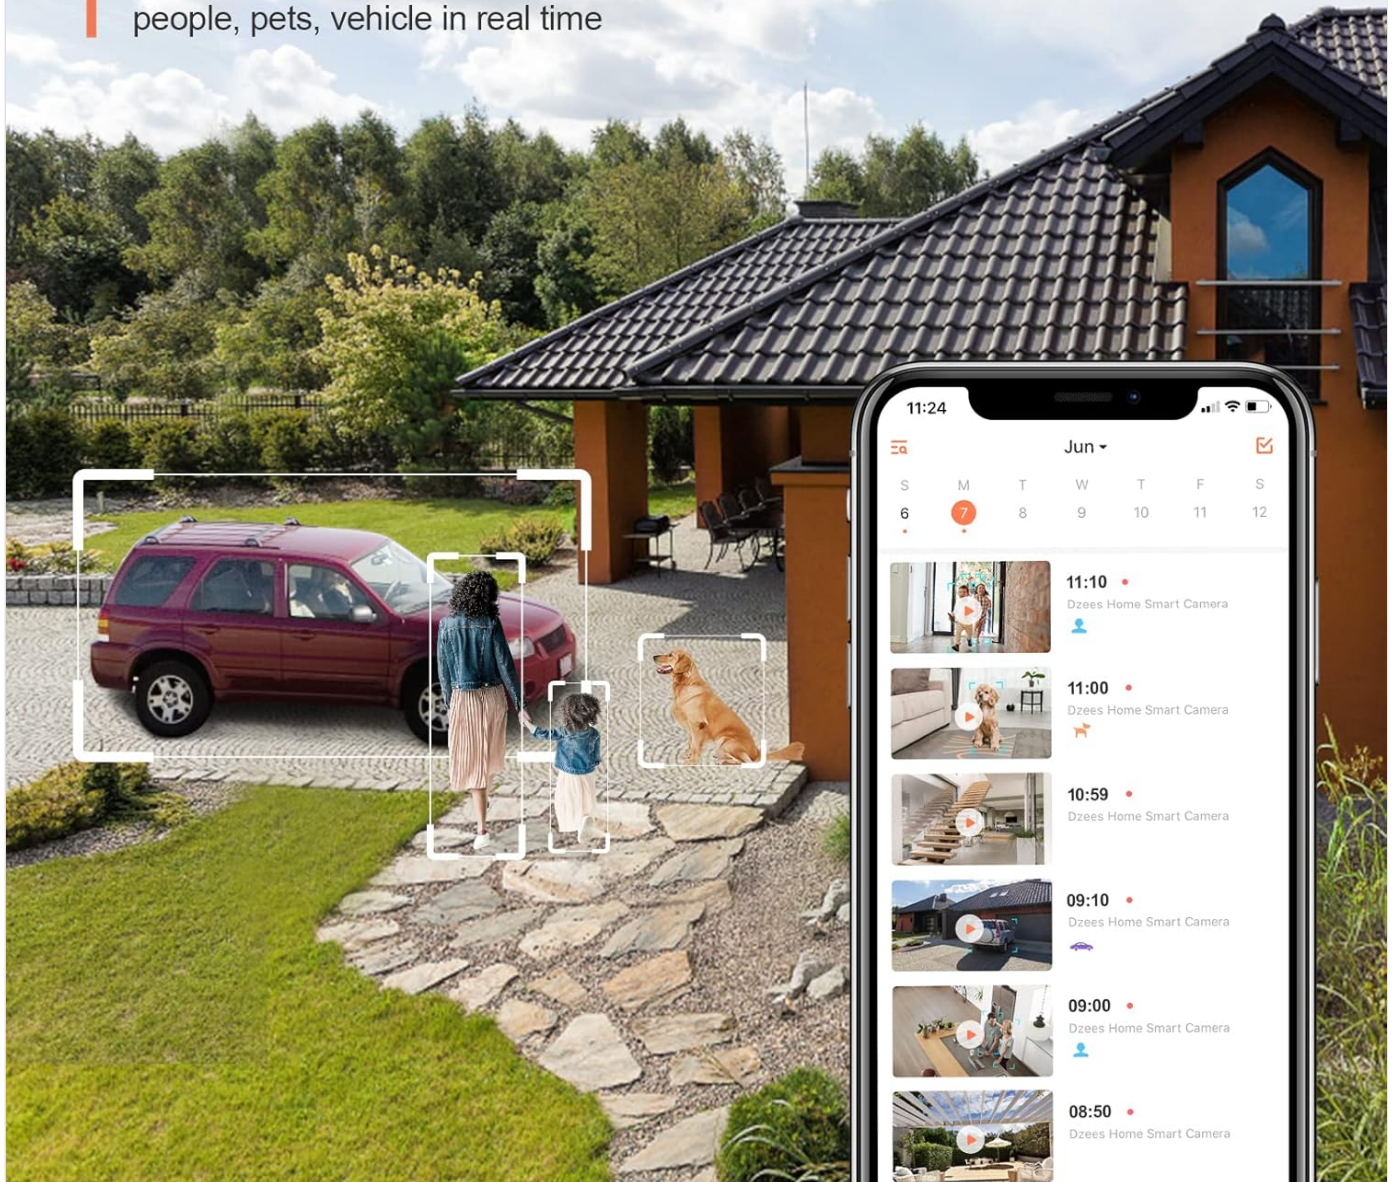 people, pets, vehicle in real time
11:24
Jun
S M T W T F S
6 7 8 9 10 11 12
11:10
Dzees Home Smart Camera
11:00
Dzees Home Smart Camera
10:59
Dzees Home Smart Camera
09:10
Dzees Home Smart Camera
09:00
Dzees Home Smart Camera
08:50
Dzees Home Smart Camera